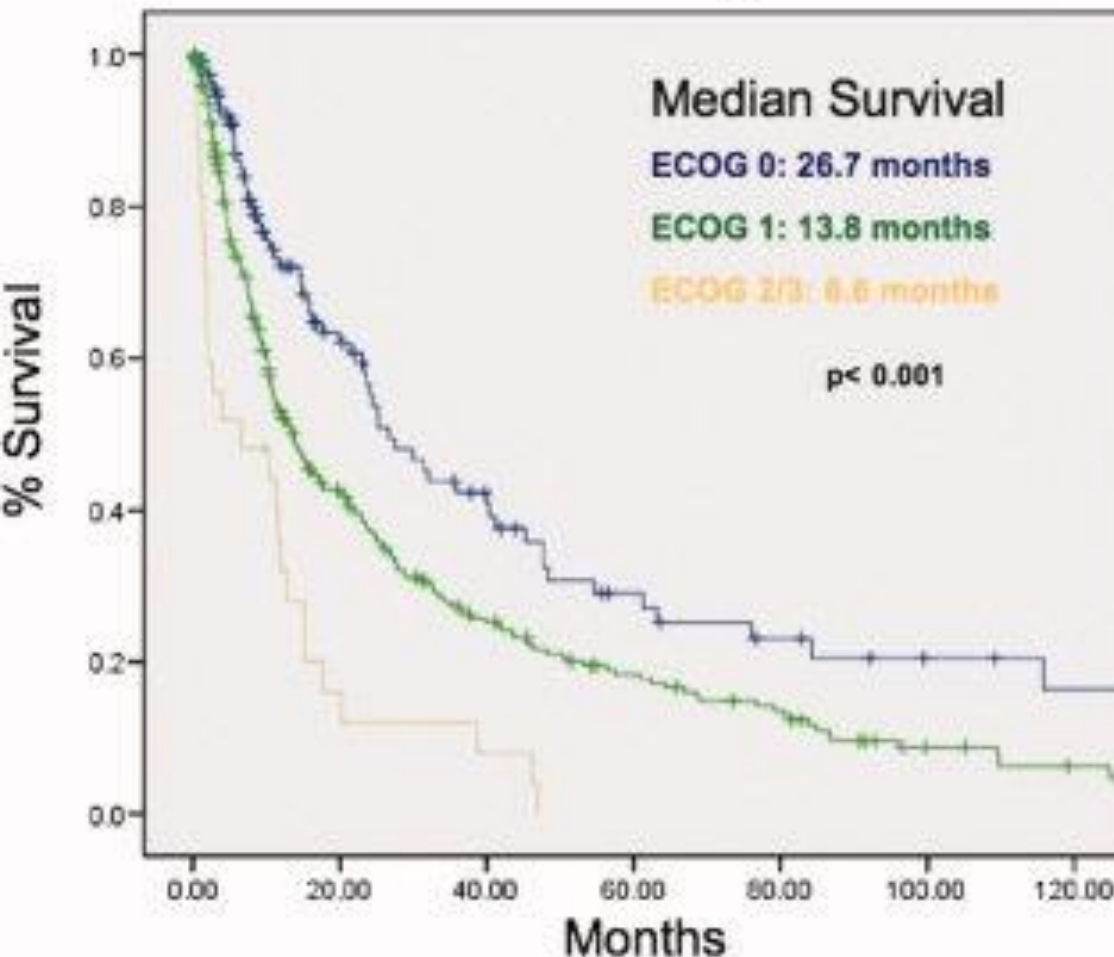 Median Survival
ECOG 0: 26.7 months
ECOG 1: 13.8 months
ECOG 2/3: 6.6 months
p< 0.001
% Survival
1.0
0.8
0.6
0.4
0.2
0.0
0.00 20.00 40.00 60.00 80.00 100.00 120.00
Months